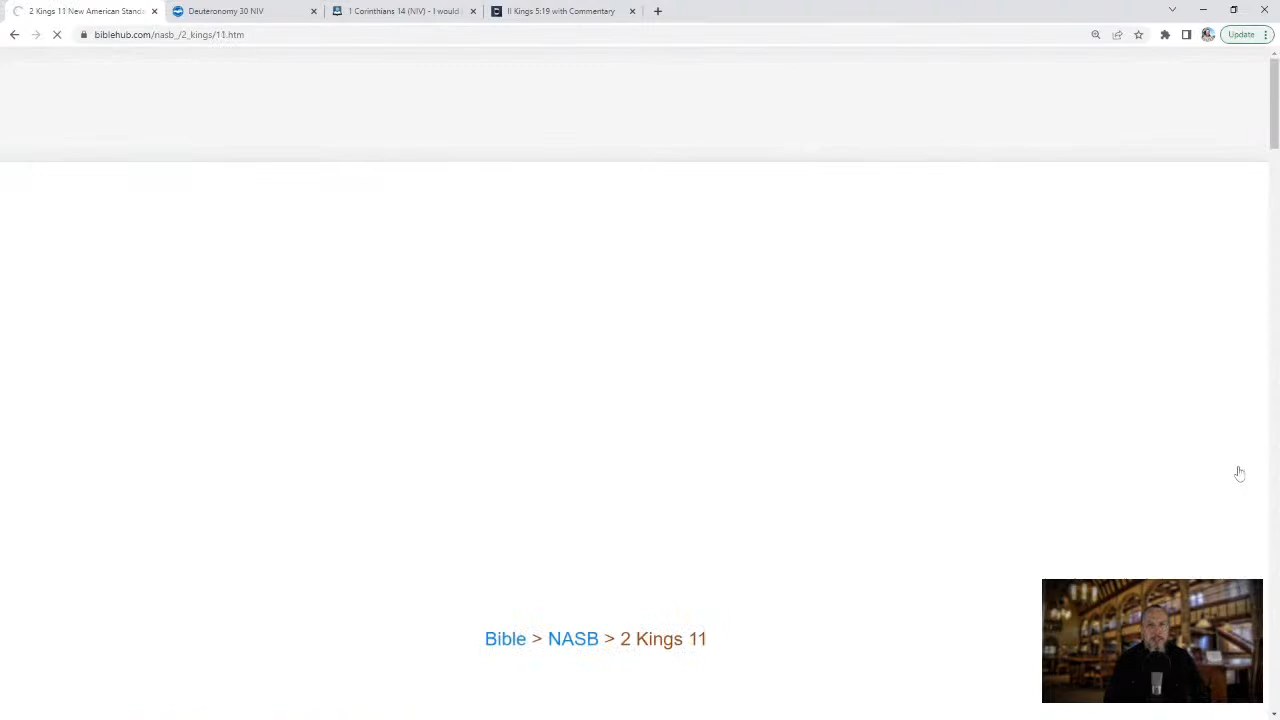 2 Kings 11 New American Stand
Deuteronomy 30 NIV
1 Corinthians 14 (NIV) - I would l
II Kings 5:19 with Commentary
biblehub.com/nasb_/2_kings/11.htm
Update
Bible > NASB > 2 Kings 11